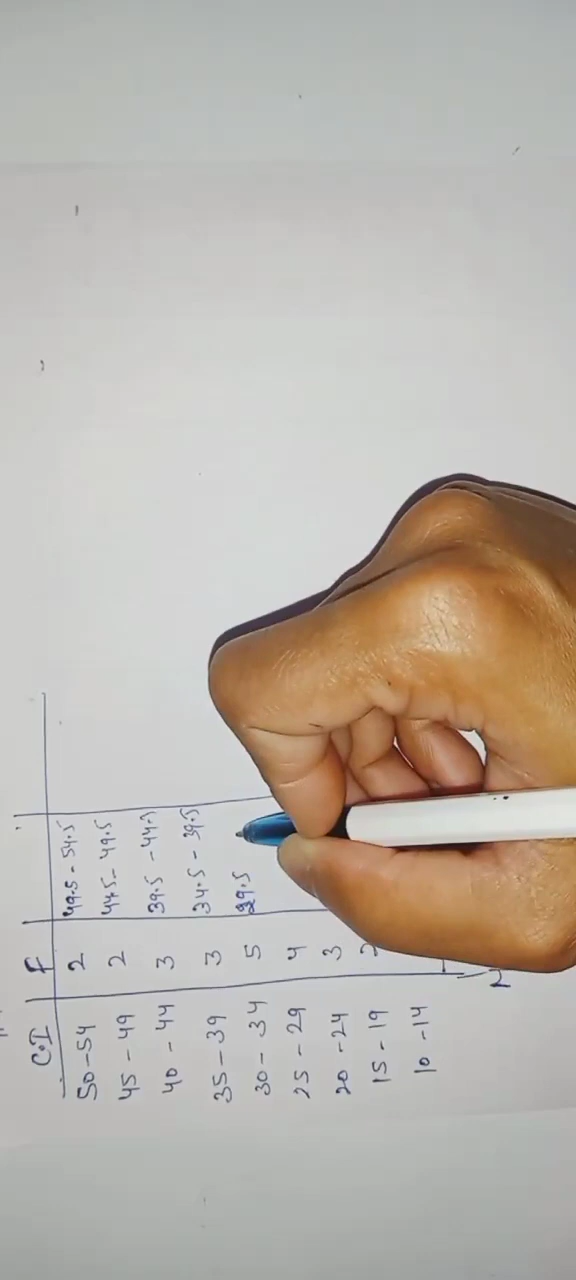 C.I F
50-54 2 49.5 - 54.5
45 - 49 2 44.5 - 49.5
40 - 44 3 39.5 - 44.5
35 - 39 3 34.5 - 39.5
30 - 34 5 29.5
25 - 29 4
20 - 24 3
15 - 19 2
10 - 14
N